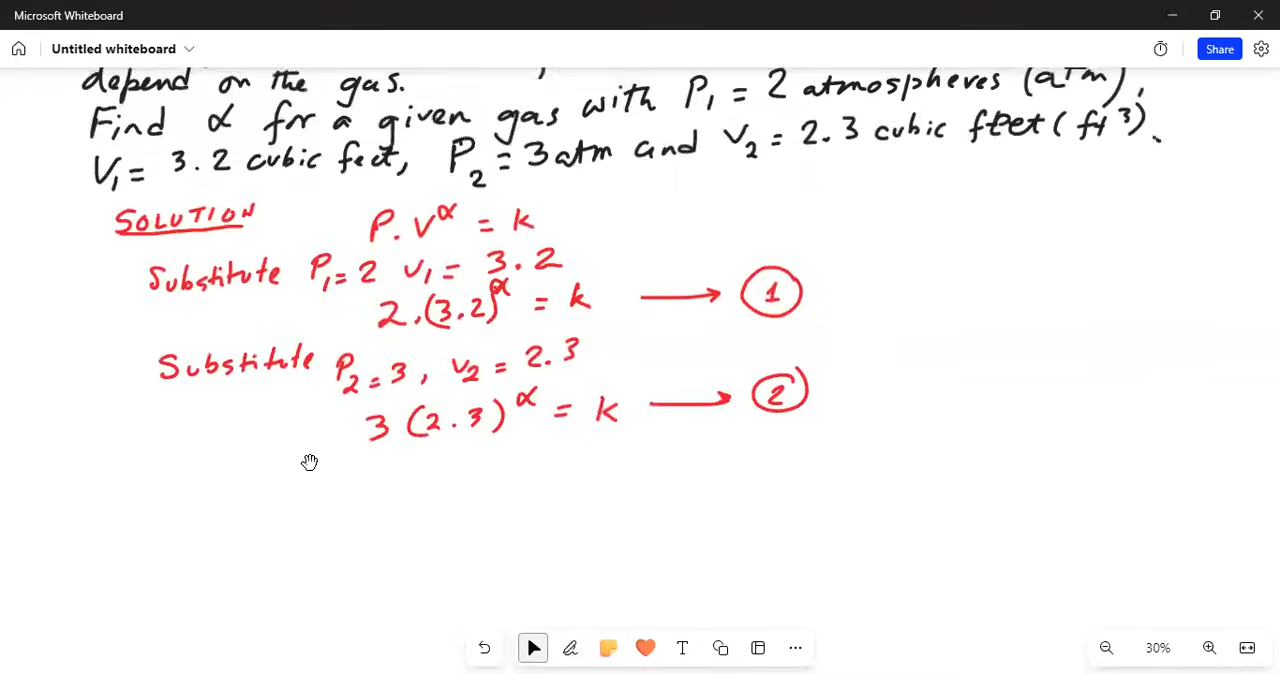 Microsoft Whiteboard
Untitled whiteboard
Share
depend on the gas.
Find α for a given gas with P₁ = 2 atmospheres (atm),
V₁ = 3.2 cubic feet, P₂ = 3 atm and V₂ = 2.3 cubic feet (ft³).
SOLUTION
P. V^α = k
Substitute P₁ = 2 V₁ = 3.2
2.(3.2)^α = k → ①
Substitute P₂ = 3, V₂ = 2.3
3 (2.3)^α = k → ②
T
30%